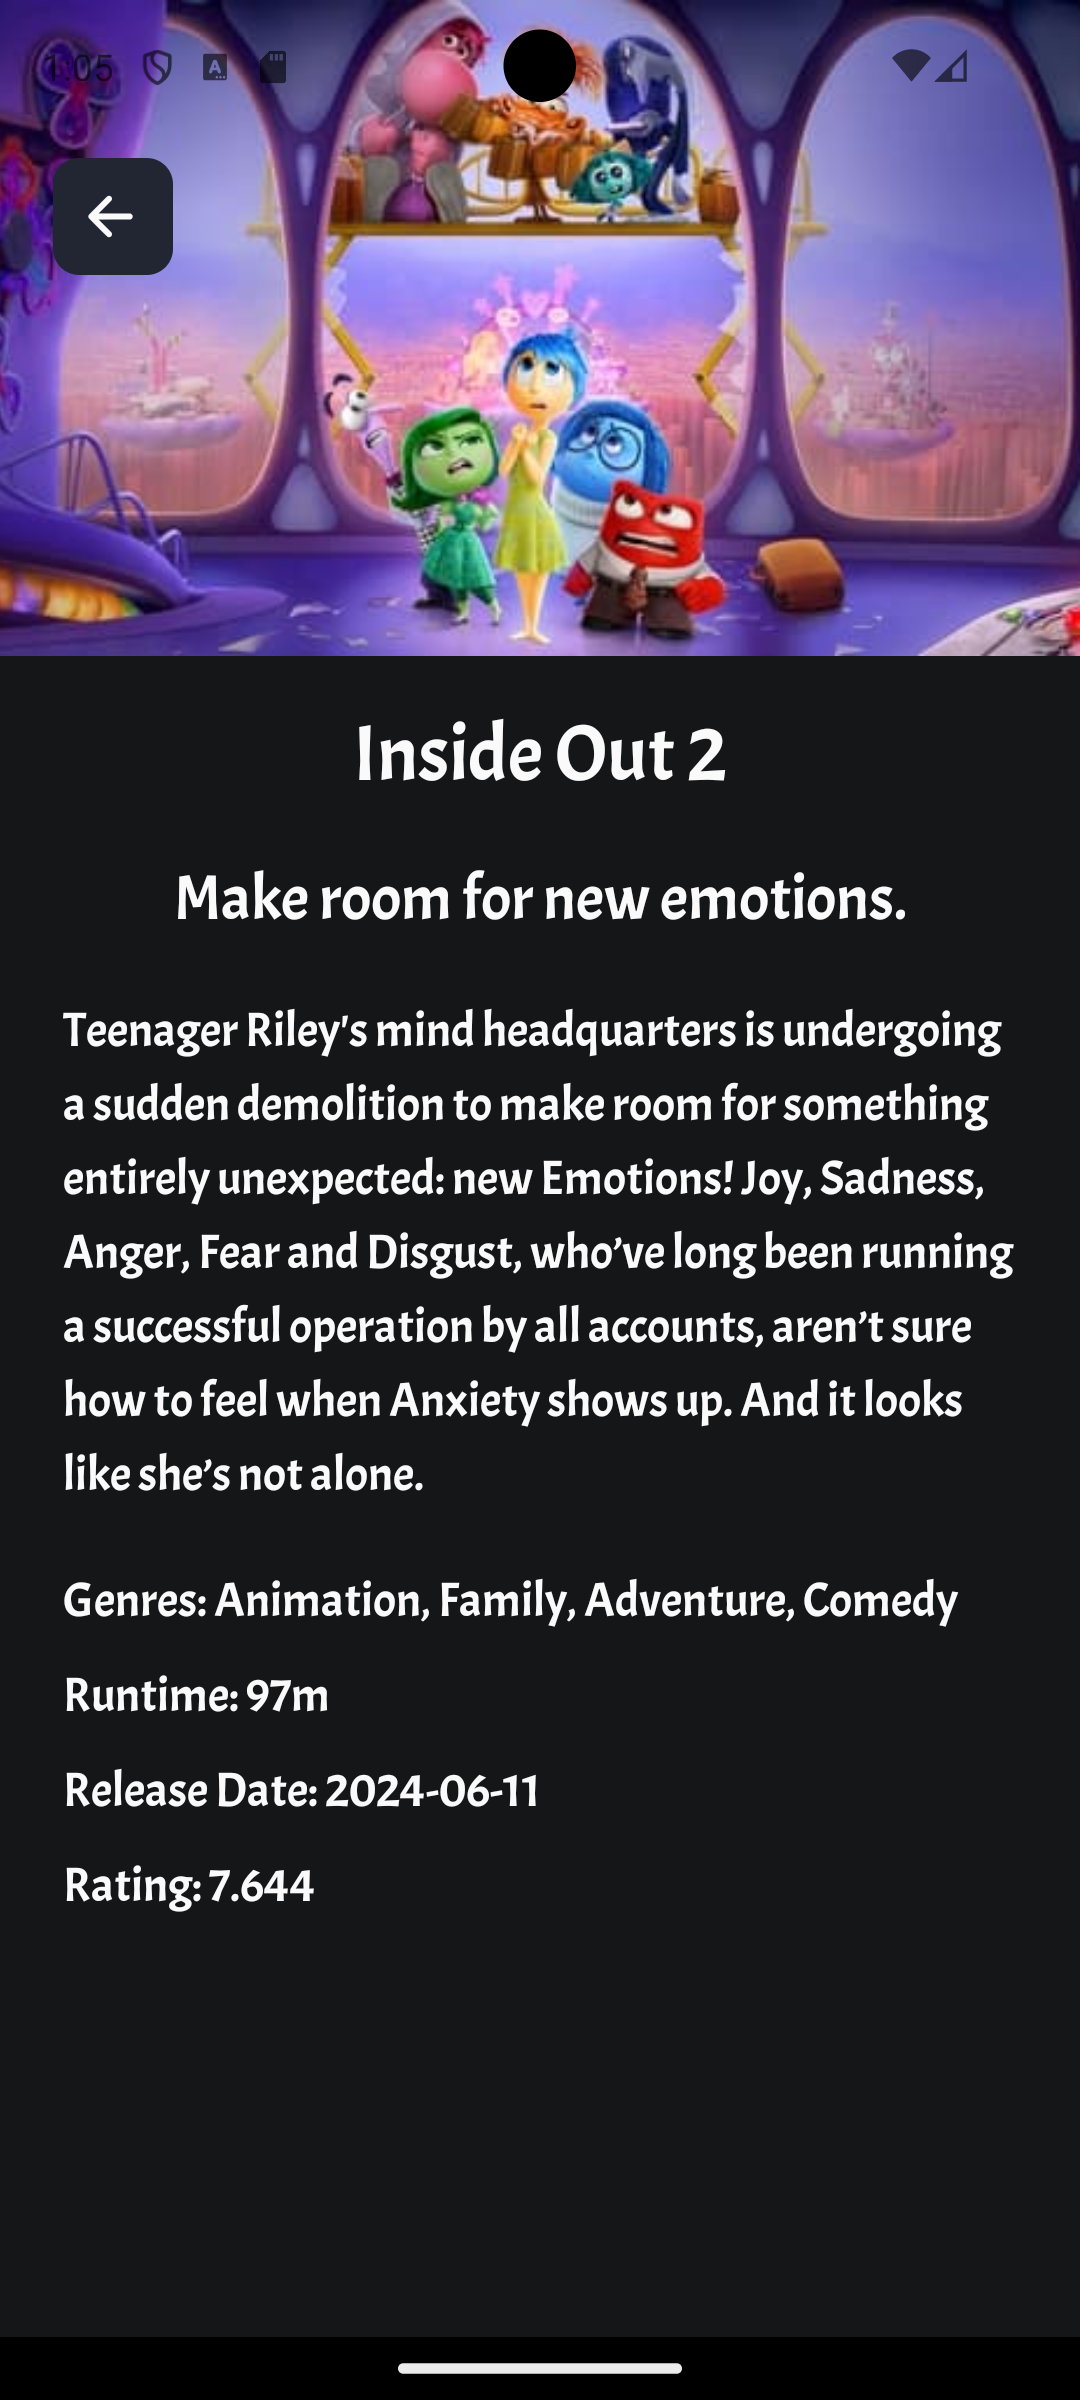 1:05
Inside Out 2
Make room for new emotions.
Teenager Riley's mind headquarters is undergoing
a sudden demolition to make room for something
entirely unexpected: new Emotions! Joy, Sadness,
Anger, Fear and Disgust, who’ve long been running
a successful operation by all accounts, aren’t sure
how to feel when Anxiety shows up. And it looks
like she’s not alone.
Genres: Animation, Family, Adventure, Comedy
Runtime: 97m
Release Date: 2024-06-11
Rating: 7.644